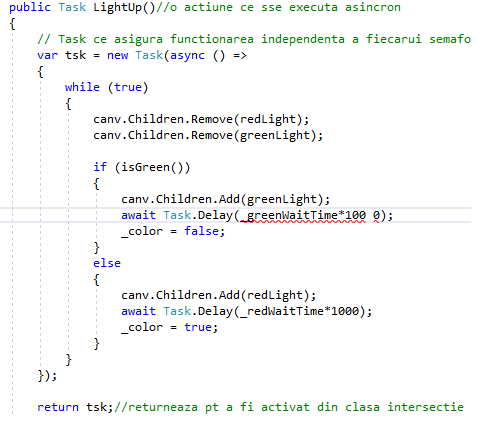 public Task LightUp()//o actiune ce sse executa asincron
{
// Task ce asigura functionarea independenta a fiecarui semafo
var tsk = new Task(async () =>
{
while (true)
{
canv.Children.Remove(redLight);
canv.Children.Remove(greenLight);
if (isGreen())
{
canv.Children.Add(greenLight);
await Task.Delay(_greenWaitTime*100 0);
_color = false;
}
else
{
canv.Children.Add(redLight);
await Task.Delay(_redWaitTime*1000);
_color = true;
}
}
});
return tsk;//returneaza pt a fi activat din clasa intersectie